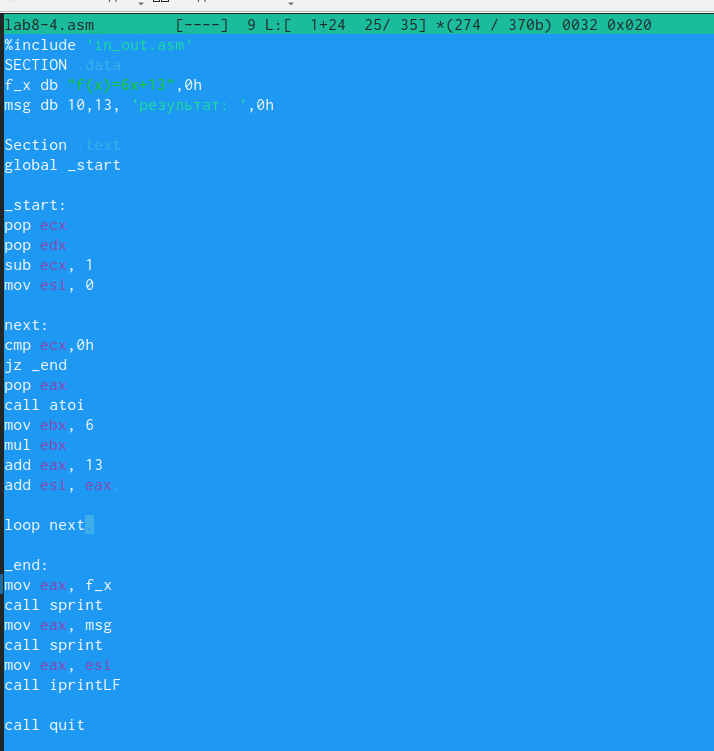 lab8-4.asm [----] 9 L:[ 1+24 25/ 35] *(274 / 370b) 0032 0x020
%include 'in_out.asm'
SECTION .data
f_x db "f(x)=6x+13",0h
msg db 10,13, 'результат: ',0h
Section .text
global _start
_start:
pop ecx
pop edx
sub ecx, 1
mov esi, 0
next:
cmp ecx,0h
jz _end
pop eax
call atoi
mov ebx, 6
mul ebx
add eax, 13
add esi, eax
loop next
_end:
mov eax, f_x
call sprint
mov eax, msg
call sprint
mov eax, esi
call iprintLF
call quit